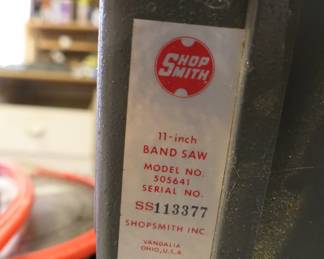 SHOP
SMITH
11-inch
BAND SAW
MODEL NO.
505641
SERIAL NO.
SS113377
SHOPSMITH INC
VANDALIA
OHIO, U.S.A.